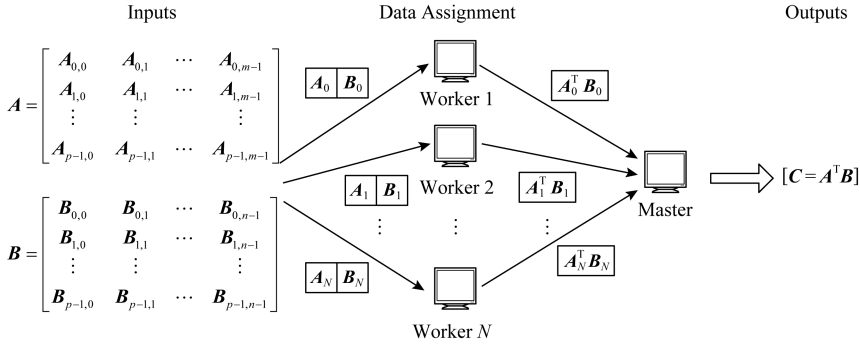 Inputs Data Assignment Outputs
A = [ A_{0,0} A_{0,1} ⋯ A_{0,m−1}
A_{1,0} A_{1,1} ⋯ A_{1,m−1}
⋮ ⋮ ⋮
A_{p−1,0} A_{p−1,1} ⋯ A_{p−1,m−1} ]
B = [ B_{0,0} B_{0,1} ⋯ B_{0,n−1}
B_{1,0} B_{1,1} ⋯ B_{1,n−1}
⋮ ⋮ ⋮
B_{p−1,0} B_{p−1,1} ⋯ B_{p−1,n−1} ]
A_0 B_0
Worker 1
A_0^T B_0
A_1 B_1
Worker 2
A_1^T B_1
⋮ ⋮ ⋮
A_N B_N
Worker N
A_N^T B_N
Master
[C = A^T B]